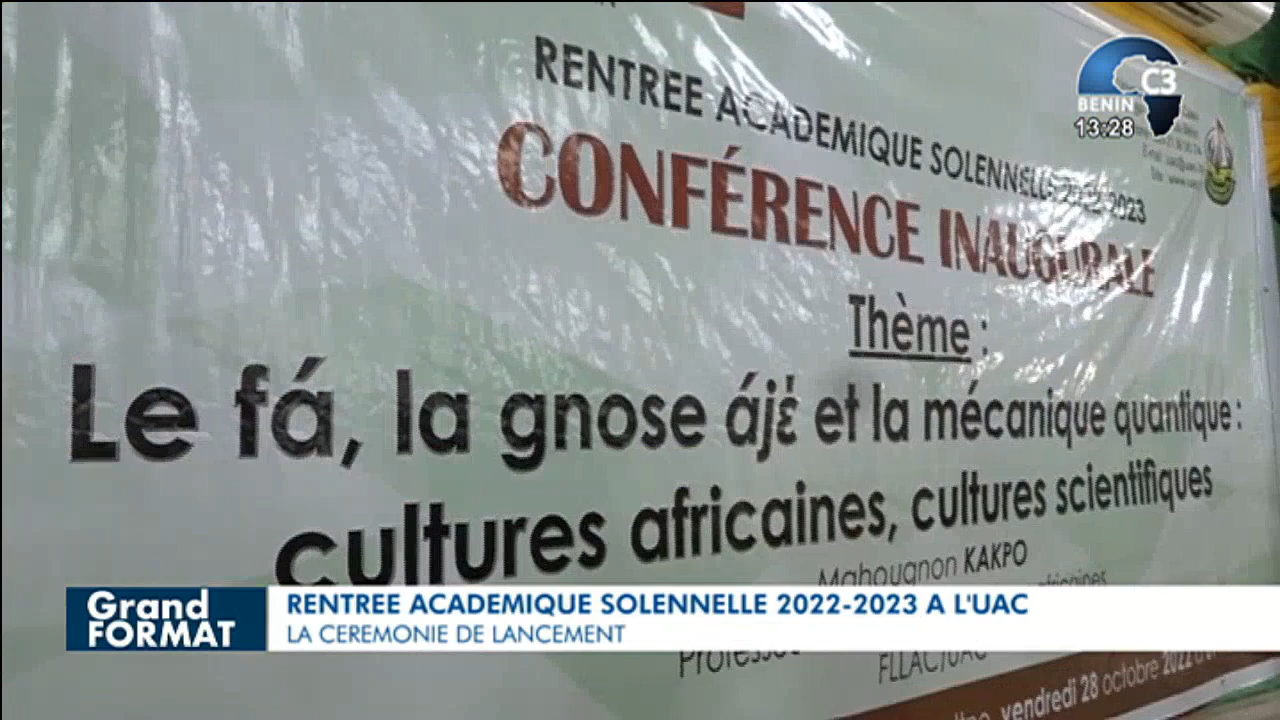 RENTREE ACADEMIQUE SOLENNELLE 2022-2023
CONFÉRENCE INAUGURALE
Thème :
Le fá, la gnose ájɛ́ et la mécanique quantique :
cultures africaines, cultures scientifiques
Mahougnon KAKPO
africaines
FLLAC/UAC
vendredi 28 octobre 2022
C3
BENIN
13:28
Grand
FORMAT
RENTREE ACADEMIQUE SOLENNELLE 2022-2023 A L'UAC
LA CEREMONIE DE LANCEMENT